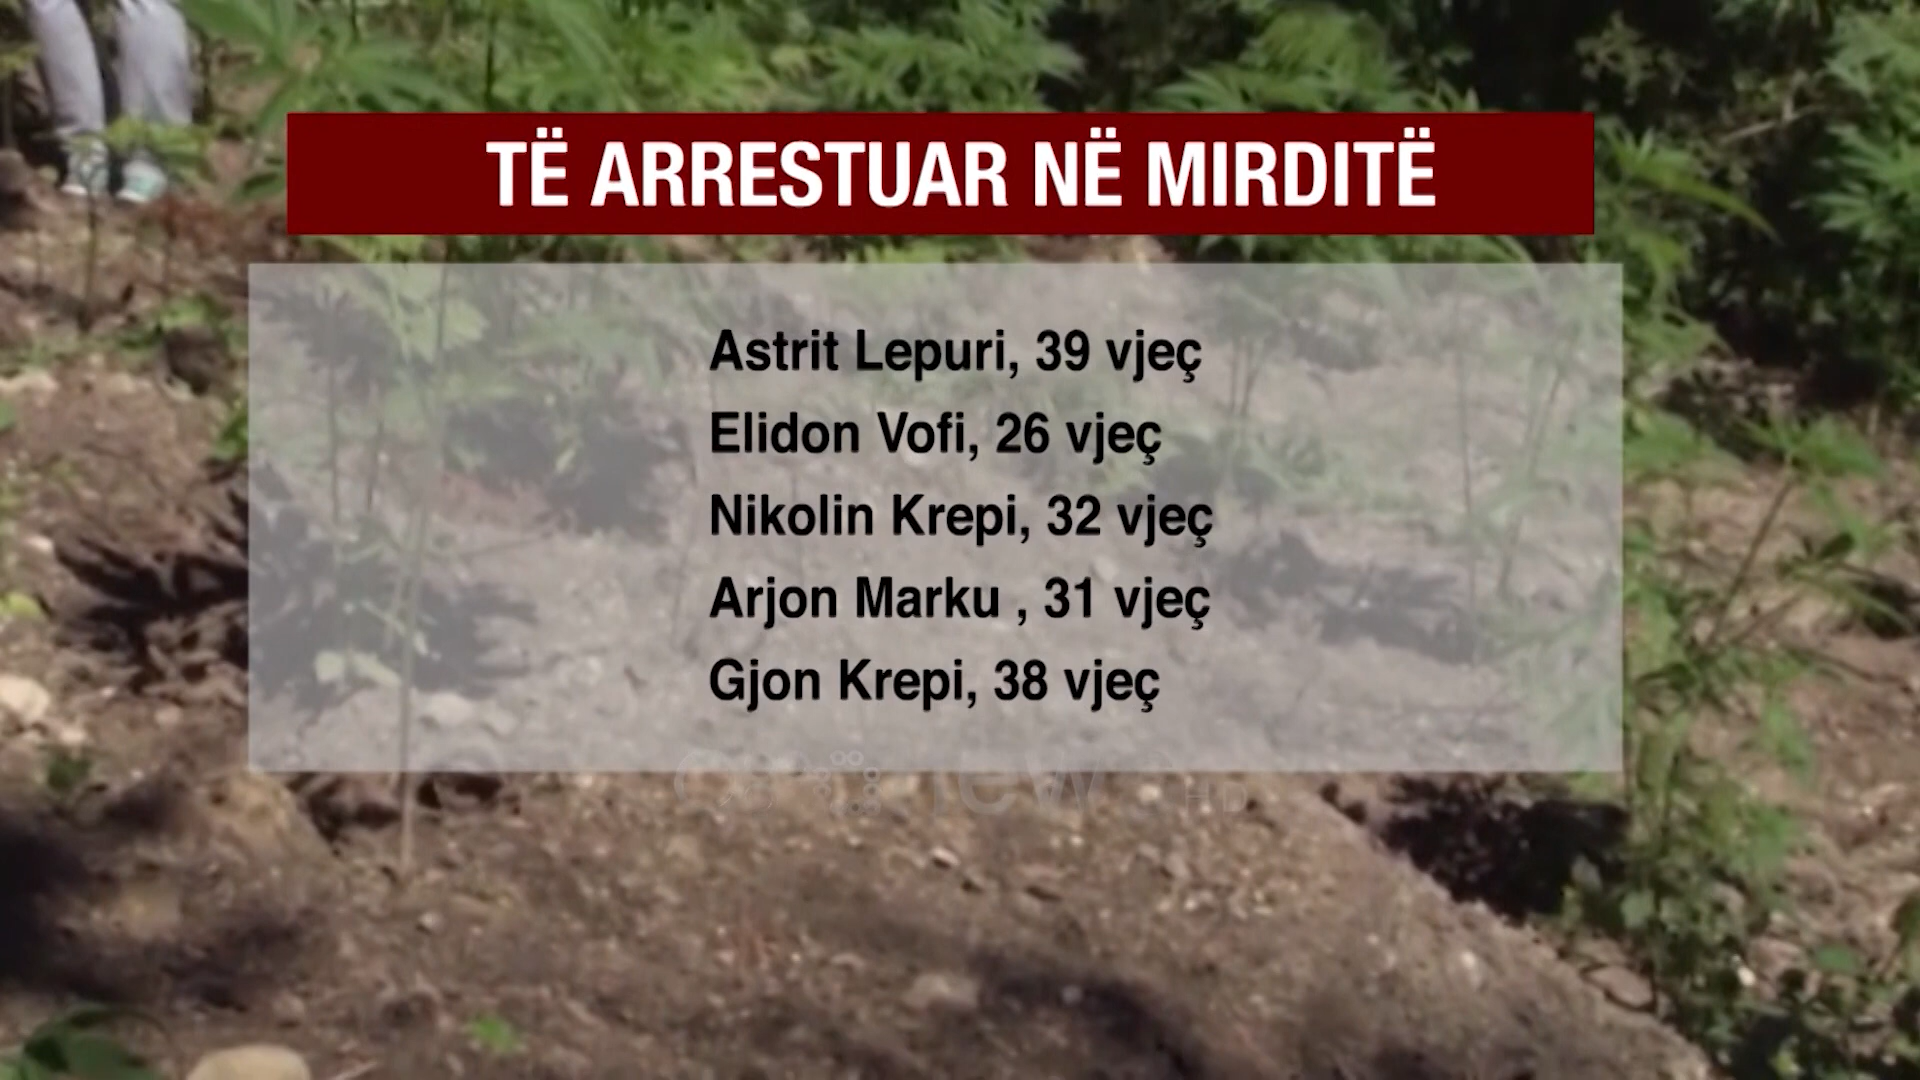 TË ARRESTUAR NË MIRDITË
Astrit Lepuri, 39 vjeç
Elidon Vofi, 26 vjeç
Nikolin Krepi, 32 vjeç
Arjon Marku , 31 vjeç
Gjon Krepi, 38 vjeç
HD